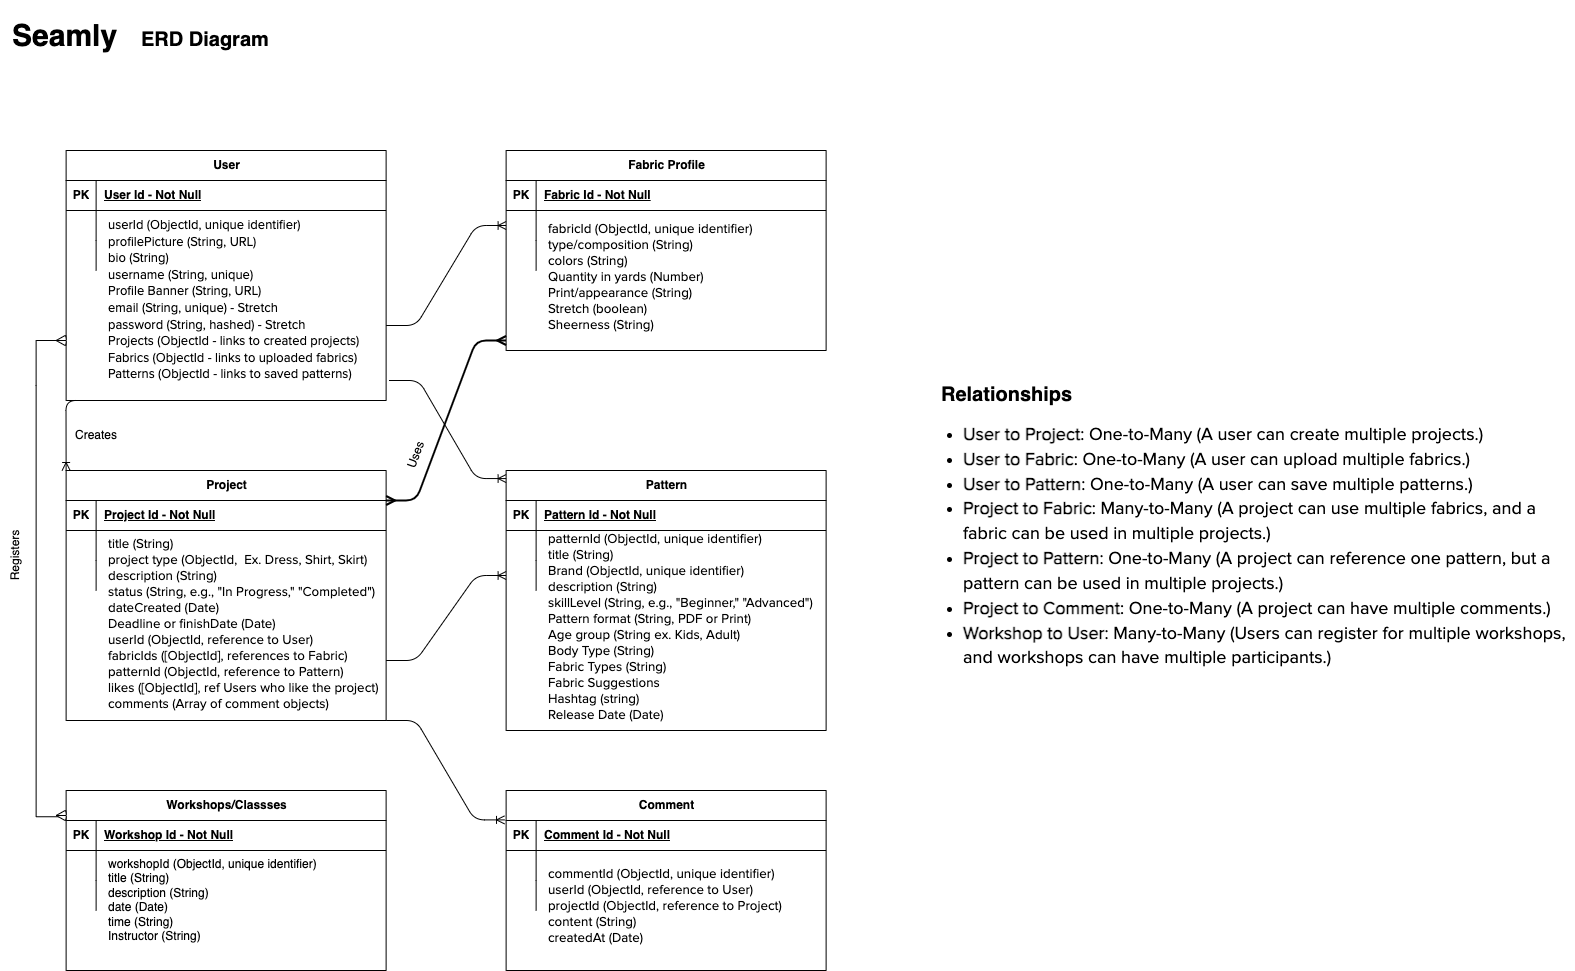 Seamly ERD Diagram
User
PK User Id - Not Null
userId (ObjectId, unique identifier)
profilePicture (String, URL)
bio (String)
username (String, unique)
Profile Banner (String, URL)
email (String, unique) - Stretch
password (String, hashed) - Stretch
Projects (ObjectId - links to created projects)
Fabrics (ObjectId - links to uploaded fabrics)
Patterns (ObjectId - links to saved patterns)
Fabric Profile
PK Fabric Id - Not Null
fabricId (ObjectId, unique identifier)
type/composition (String)
colors (String)
Quantity in yards (Number)
Print/appearance (String)
Stretch (boolean)
Sheerness (String)
Creates
Uses
Registers
Project
PK Project Id - Not Null
title (String)
project type (ObjectId,  Ex. Dress, Shirt, Skirt)
description (String)
status (String, e.g., "In Progress," "Completed")
dateCreated (Date)
Deadline or finishDate (Date)
userId (ObjectId, reference to User)
fabricIds ([ObjectId], references to Fabric)
patternId (ObjectId, reference to Pattern)
likes ([ObjectId], ref Users who like the project)
comments (Array of comment objects)
Pattern
PK Pattern Id - Not Null
patternId (ObjectId, unique identifier)
title (String)
Brand (ObjectId, unique identifier)
description (String)
skillLevel (String, e.g., "Beginner," "Advanced")
Pattern format (String, PDF or Print)
Age group (String ex. Kids, Adult)
Body Type (String)
Fabric Types (String)
Fabric Suggestions
Hashtag (string)
Release Date (Date)
Workshops/Classses
PK Workshop Id - Not Null
workshopId (ObjectId, unique identifier)
title (String)
description (String)
date (Date)
time (String)
Instructor (String)
Comment
PK Comment Id - Not Null
commentId (ObjectId, unique identifier)
userId (ObjectId, reference to User)
projectId (ObjectId, reference to Project)
content (String)
createdAt (Date)
Relationships
• User to Project: One-to-Many (A user can create multiple projects.)
• User to Fabric: One-to-Many (A user can upload multiple fabrics.)
• User to Pattern: One-to-Many (A user can save multiple patterns.)
• Project to Fabric: Many-to-Many (A project can use multiple fabrics, and a
fabric can be used in multiple projects.)
• Project to Pattern: One-to-Many (A project can reference one pattern, but a
pattern can be used in multiple projects.)
• Project to Comment: One-to-Many (A project can have multiple comments.)
• Workshop to User: Many-to-Many (Users can register for multiple workshops,
and workshops can have multiple participants.)